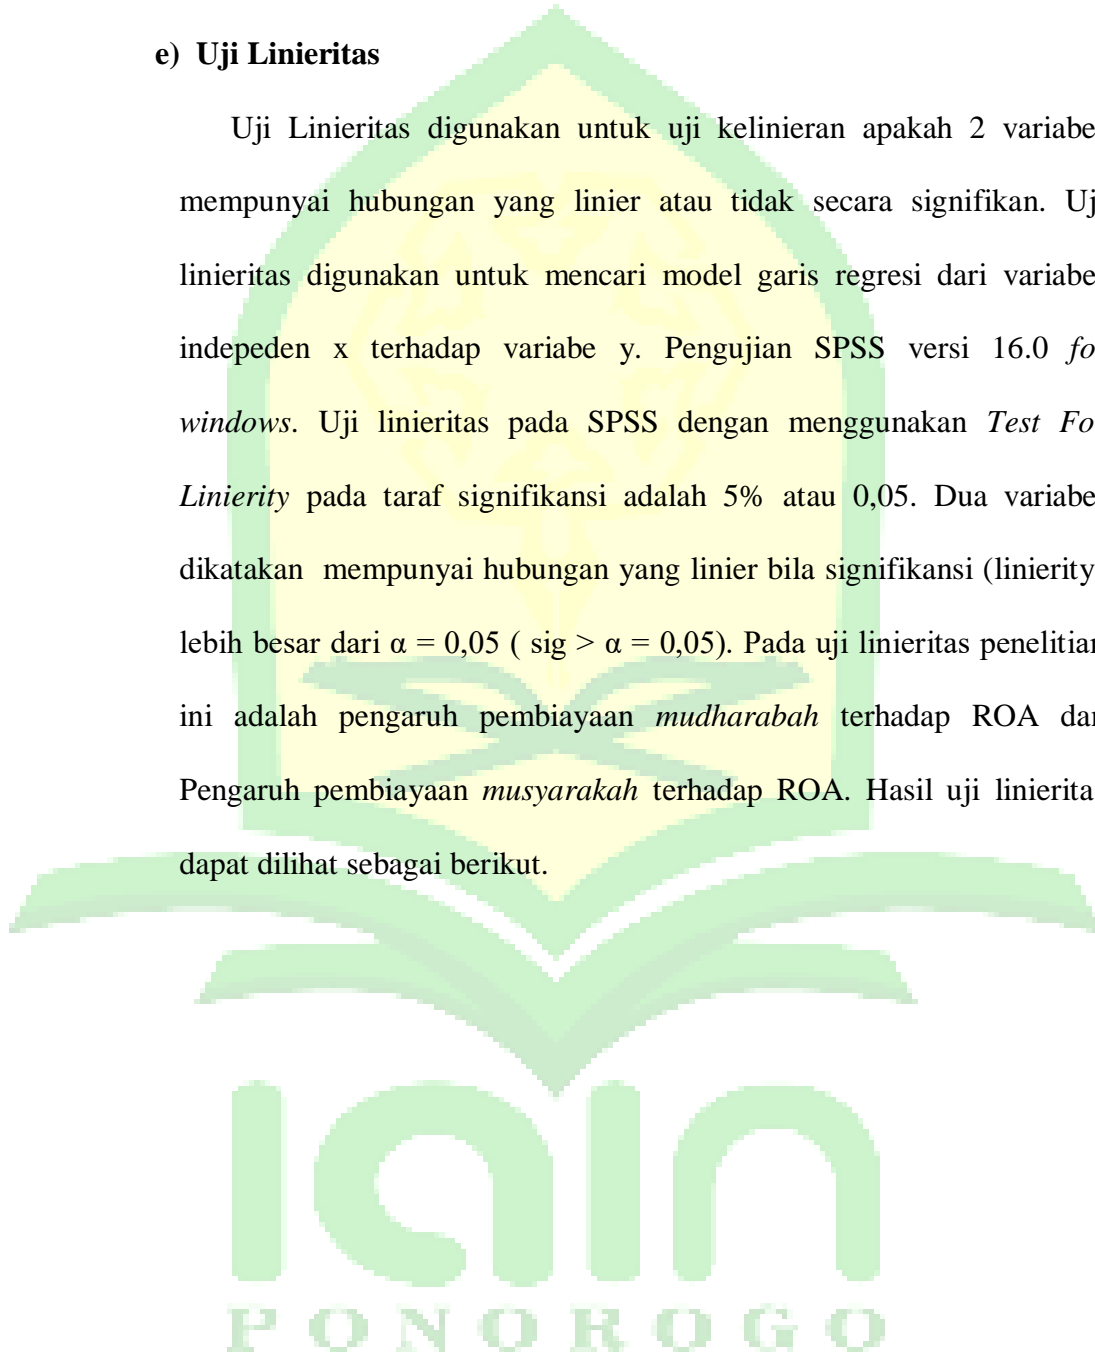 e) Uji Linieritas
Uji Linieritas digunakan untuk uji kelinieran apakah 2 variabe
mempunyai hubungan yang linier atau tidak secara signifikan. Uj
linieritas digunakan untuk mencari model garis regresi dari variabe
indepeden x terhadap variabe y. Pengujian SPSS versi 16.0 fo
windows. Uji linieritas pada SPSS dengan menggunakan Test Fo
Linierity pada taraf signifikansi adalah 5% atau 0,05. Dua variabe
dikatakan mempunyai hubungan yang linier bila signifikansi (linierity
lebih besar dari α = 0,05 ( sig > α = 0,05). Pada uji linieritas penelitian
ini adalah pengaruh pembiayaan mudharabah terhadap ROA dan
Pengaruh pembiayaan musyarakah terhadap ROA. Hasil uji linierita
dapat dilihat sebagai berikut.
iain
PONOROGO